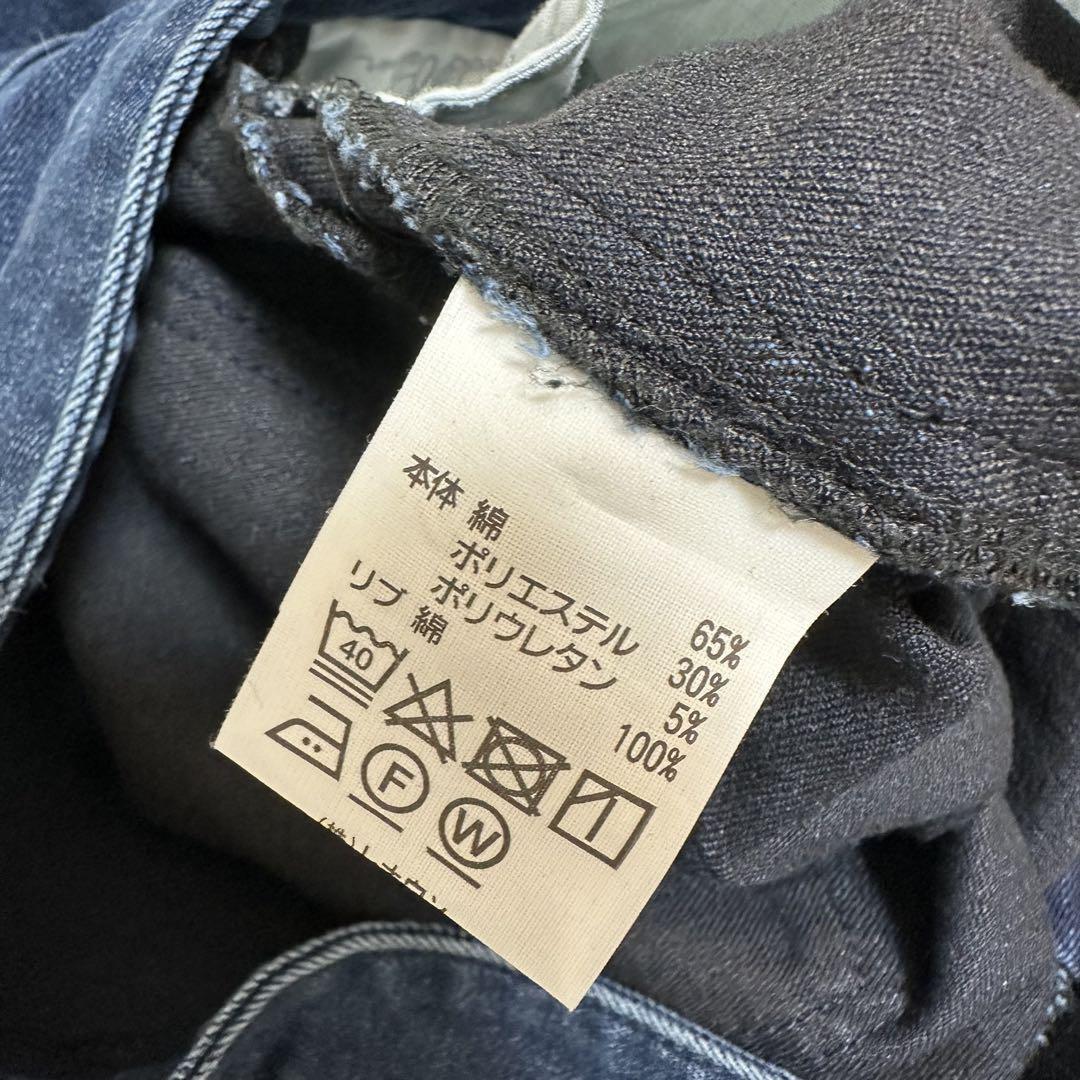 本体 綿 65%
ポリエステル 30%
ポリウレタン 5%
リブ 綿 100%
40
F
W